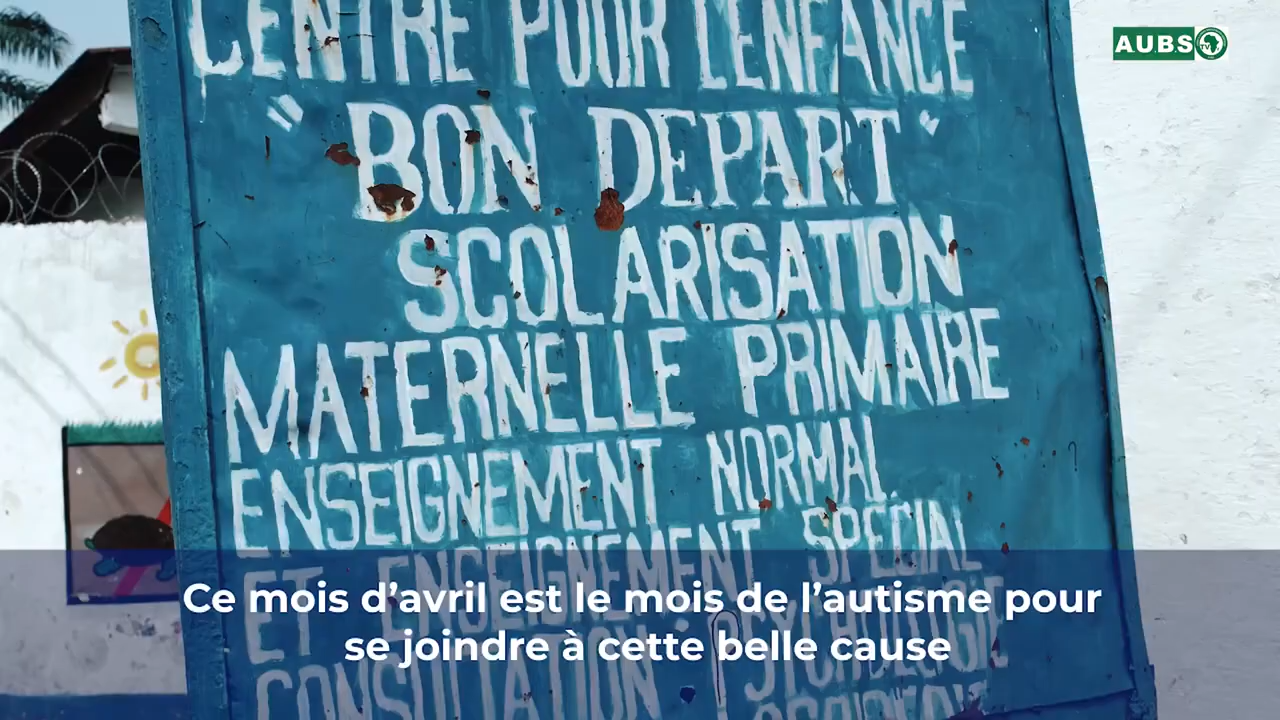 AUBS
CENTRE POUR L'ENFANCE
"BON DEPART"
SCOLARISATION
MATERNELLE PRIMAIRE
ENSEIGNEMENT NORMAL
ET ENSEIGNEMENT SPECIAL
CONSULTATION : PSYCHOLOGIE
Ce mois d'avril est le mois de l'autisme pour
se joindre à cette belle cause